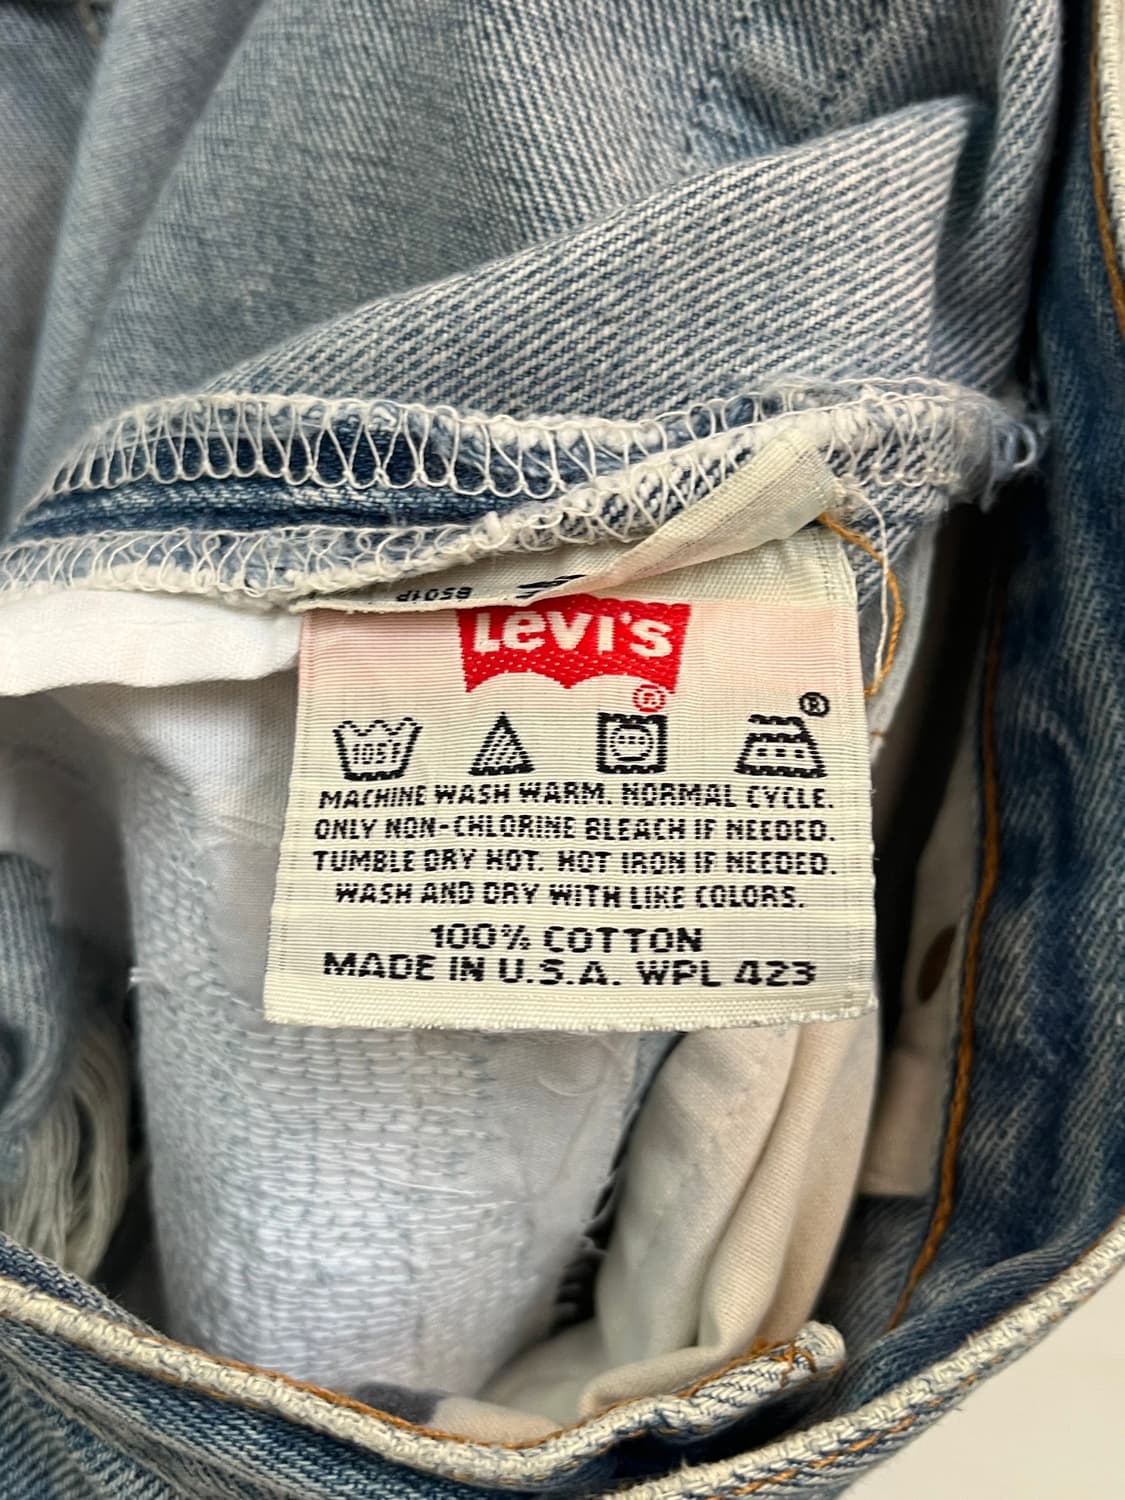 Levi's
®
®
105F
MACHINE WASH WARM. NORMAL CYCLE.
ONLY NON-CHLORINE BLEACH IF NEEDED.
TUMBLE DRY HOT. HOT IRON IF NEEDED.
WASH AND DRY WITH LIKE COLORS.
100% COTTON
MADE IN U.S.A. WPL 423